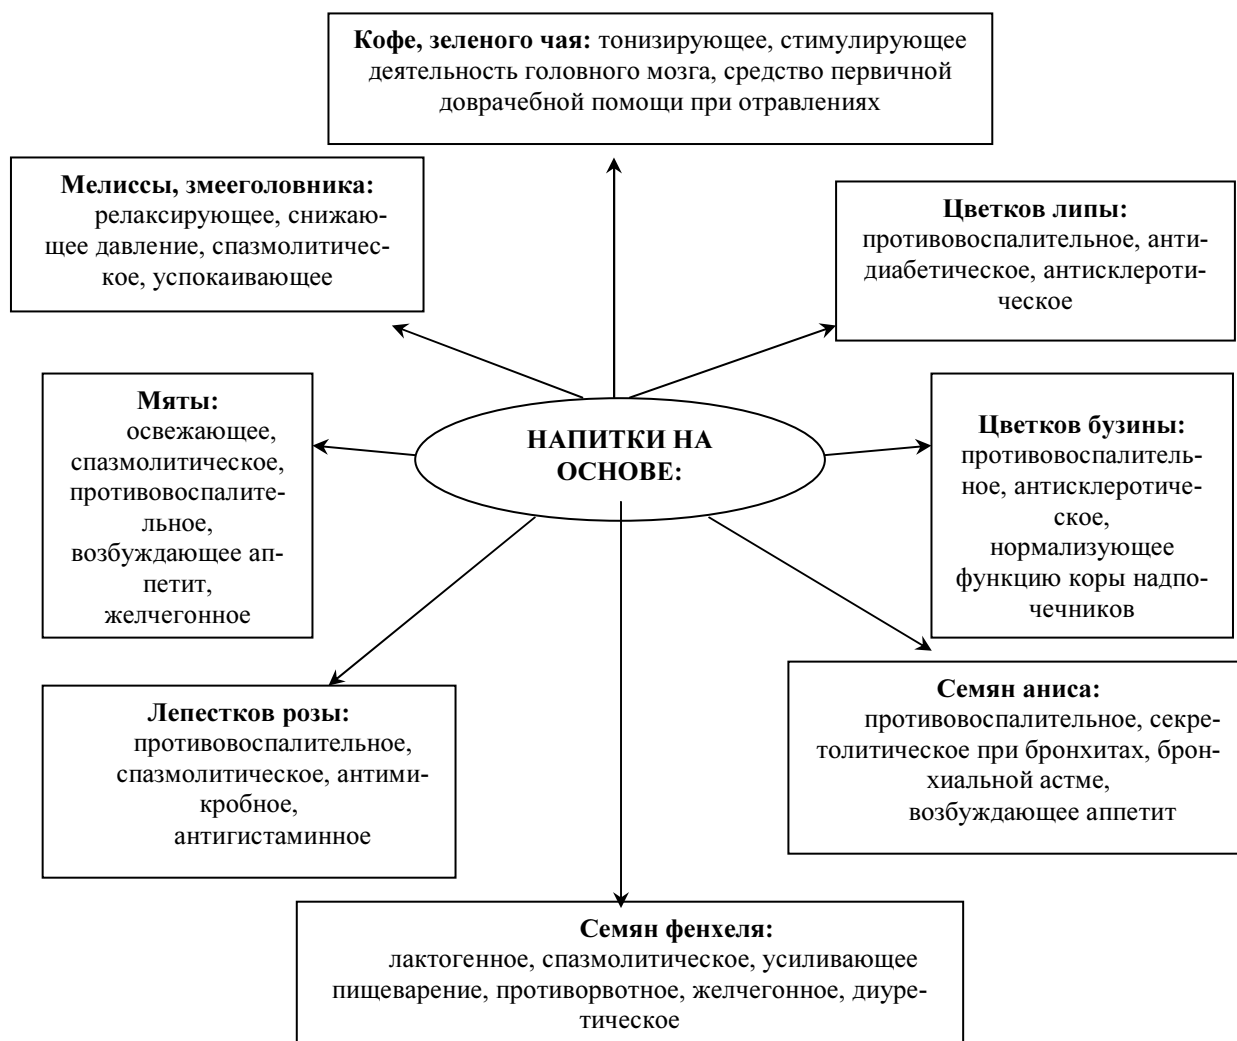 Кофе, зеленого чая: тонизирующее, стимулирующее
деятельность головного мозга, средство первичной
доврачебной помощи при отравлениях
Мелиссы, змееголовника:
релаксирующее, снижаю-
щее давление, спазмолитичес-
кое, успокаивающее
Цветков липы:
противовоспалительное, анти-
диабетическое, антисклероти-
ческое
Мяты:
освежающее,
спазмолитическое,
противовоспалите-
льное,
возбуждающее ап-
петит,
желчегонное
НАПИТКИ НА
ОСНОВЕ:
Цветков бузины:
противовоспалитель-
ное, антисклеротиче-
ское,
нормализующее
функцию коры надпо-
чечников
Лепестков розы:
противовоспалительное,
спазмолитическое, антими-
кробное,
антигистаминное
Семян аниса:
противовоспалительное, секре-
толитическое при бронхитах, брон-
хиальной астме,
возбуждающее аппетит
Семян фенхеля:
лактогенное, спазмолитическое, усиливающее
пищеварение, противорвотное, желчегонное, диуре-
тическое